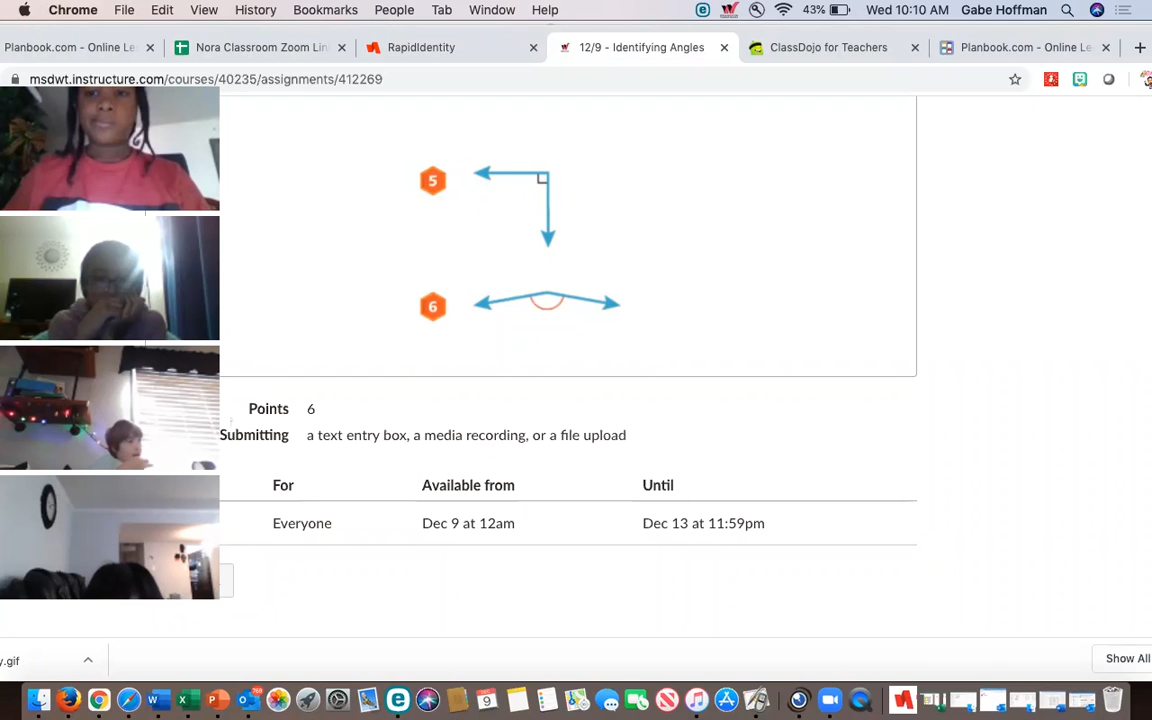 Chrome File Edit View History Bookmarks People Tab Window Help 43% Wed 10:10 AM Gabe Hoffman
Planbook.com - Online Le Nora Classroom Zoom Lin RapidIdentity 12/9 - Identifying Angles ClassDojo for Teachers Planbook.com - Online Le
msdwt.instructure.com/courses/40235/assignments/412269
5
6
Points 6
Submitting a text entry box, a media recording, or a file upload
For Available from Until
Everyone Dec 9 at 12am Dec 13 at 11:59pm
y.gif Show All
9